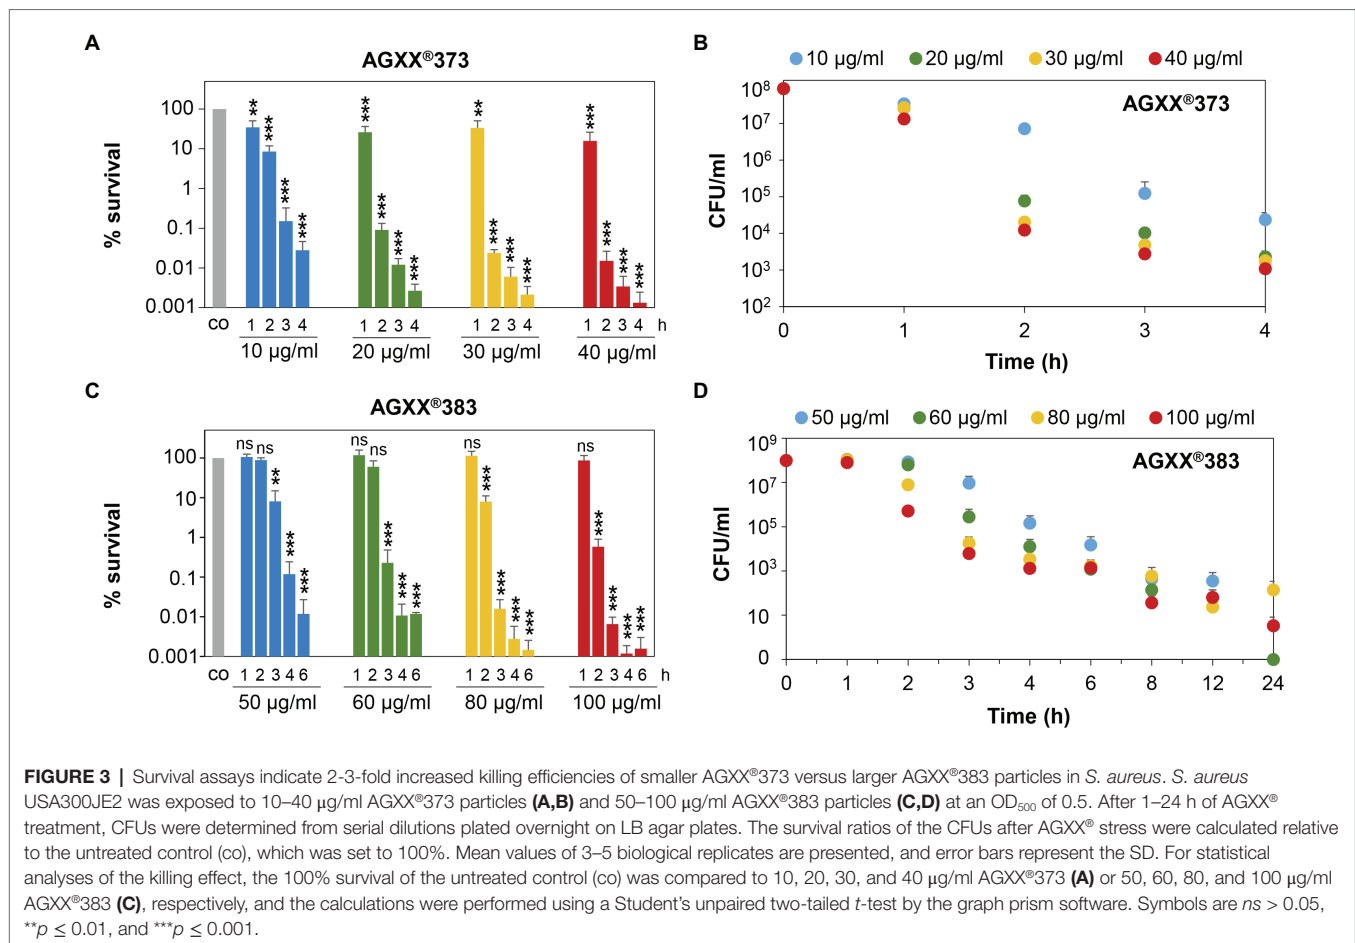 A
AGXX®373
% survival
100
10
1
0.1
0.01
0.001
** *** *** ***
*** *** *** ***
** *** *** ***
*** *** *** ***
co 1 2 3 4 1 2 3 4 1 2 3 4 1 2 3 4 h
10 µg/ml 20 µg/ml 30 µg/ml 40 µg/ml
B
10 µg/ml 20 µg/ml 30 µg/ml 40 µg/ml
AGXX®373
CFU/ml
10⁸
10⁷
10⁶
10⁵
10⁴
10³
10²
0 1 2 3 4
Time (h)
C
AGXX®383
% survival
100
10
1
0.1
0.01
0.001
ns ns ** *** ***
ns ns *** *** ***
ns *** *** *** ***
ns *** *** *** ***
co 1 2 3 4 6 1 2 3 4 6 1 2 3 4 6 1 2 3 4 6 h
50 µg/ml 60 µg/ml 80 µg/ml 100 µg/ml
D
50 µg/ml 60 µg/ml 80 µg/ml 100 µg/ml
AGXX®383
CFU/ml
10⁹
10⁷
10⁵
10³
10
0
0 1 2 3 4 6 8 12 24
Time (h)
FIGURE 3 | Survival assays indicate 2-3-fold increased killing efficiencies of smaller AGXX®373 versus larger AGXX®383 particles in S. aureus. S. aureus
USA300JE2 was exposed to 10–40 µg/ml AGXX®373 particles (A,B) and 50–100 µg/ml AGXX®383 particles (C,D) at an OD₅₀₀ of 0.5. After 1–24 h of AGXX®
treatment, CFUs were determined from serial dilutions plated overnight on LB agar plates. The survival ratios of the CFUs after AGXX® stress were calculated relative
to the untreated control (co), which was set to 100%. Mean values of 3–5 biological replicates are presented, and error bars represent the SD. For statistical
analyses of the killing effect, the 100% survival of the untreated control (co) was compared to 10, 20, 30, and 40 µg/ml AGXX®373 (A) or 50, 60, 80, and 100 µg/ml
AGXX®383 (C), respectively, and the calculations were performed using a Student's unpaired two-tailed t-test by the graph prism software. Symbols are ns > 0.05,
**p ≤ 0.01, and ***p ≤ 0.001.